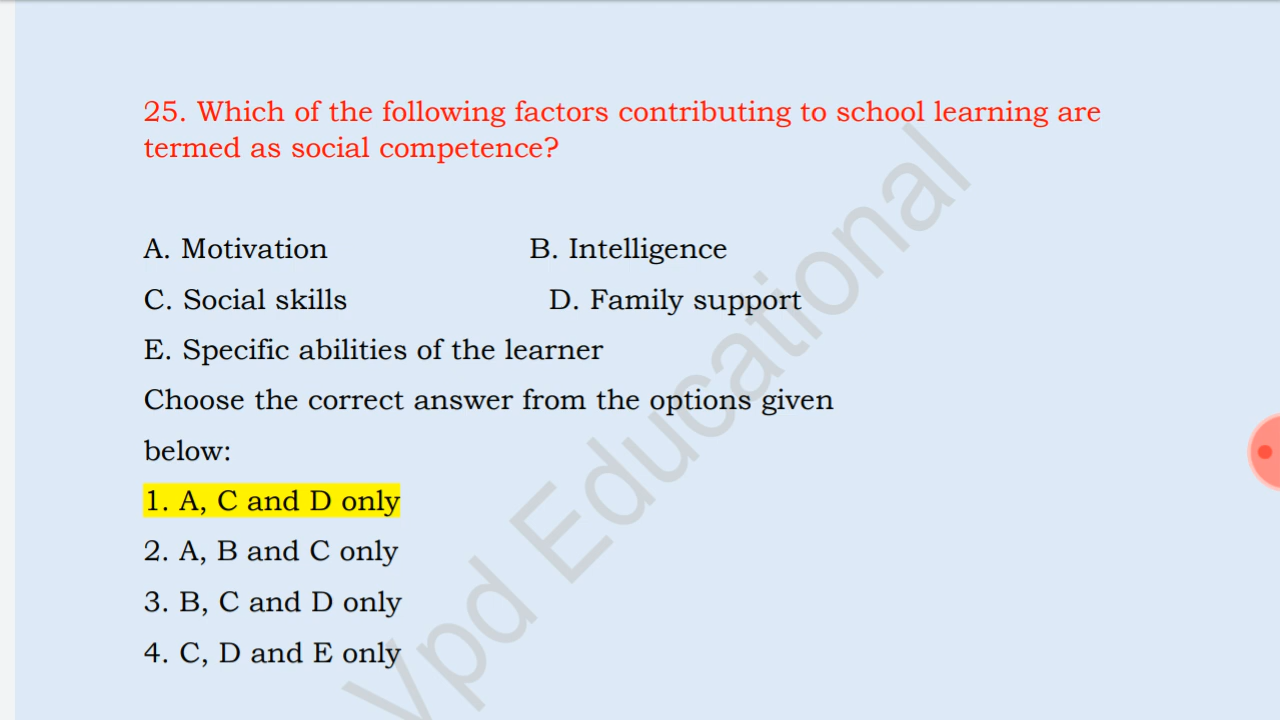 25. Which of the following factors contributing to school learning are
termed as social competence?
A. Motivation B. Intelligence
C. Social skills D. Family support
E. Specific abilities of the learner
Choose the correct answer from the options given
below:
1. A, C and D only
2. A, B and C only
3. B, C and D only
4. C, D and E only
Vpd Educational